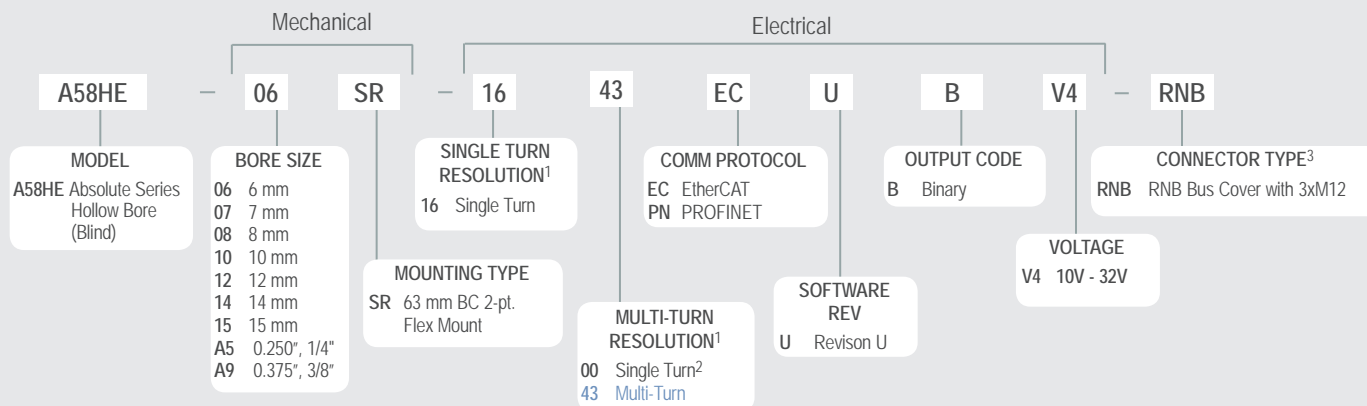 Mechanical
Electrical
A58HE – 06 SR – 16 43 EC U B V4 – RNB
MODEL
A58HE Absolute Series
Hollow Bore
(Blind)
BORE SIZE
06 6 mm
07 7 mm
08 8 mm
10 10 mm
12 12 mm
14 14 mm
15 15 mm
A5 0.250", 1/4"
A9 0.375", 3/8"
MOUNTING TYPE
SR 63 mm BC 2-pt.
Flex Mount
SINGLE TURN
RESOLUTION1
16 Single Turn
MULTI-TURN
RESOLUTION1
00 Single Turn2
43 Multi-Turn
COMM PROTOCOL
EC EtherCAT
PN PROFINET
SOFTWARE
REV
U Revison U
OUTPUT CODE
B Binary
VOLTAGE
V4 10V - 32V
CONNECTOR TYPE3
RNB RNB Bus Cover with 3xM12